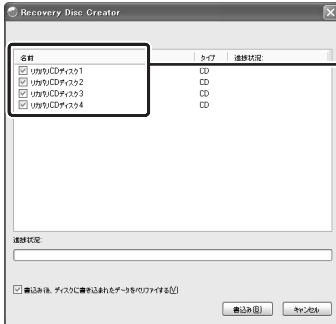 Recovery Disc Creator
名前 タイプ 進捗状況:
リカバリCDディスク1 CD
リカバリCDディスク2 CD
リカバリCDディスク3 CD
リカバリCDディスク4 CD
進捗状況:
書込み後、ディスクに書き込まれたデータをベリファイする(V)
書込み(B) キャンセル